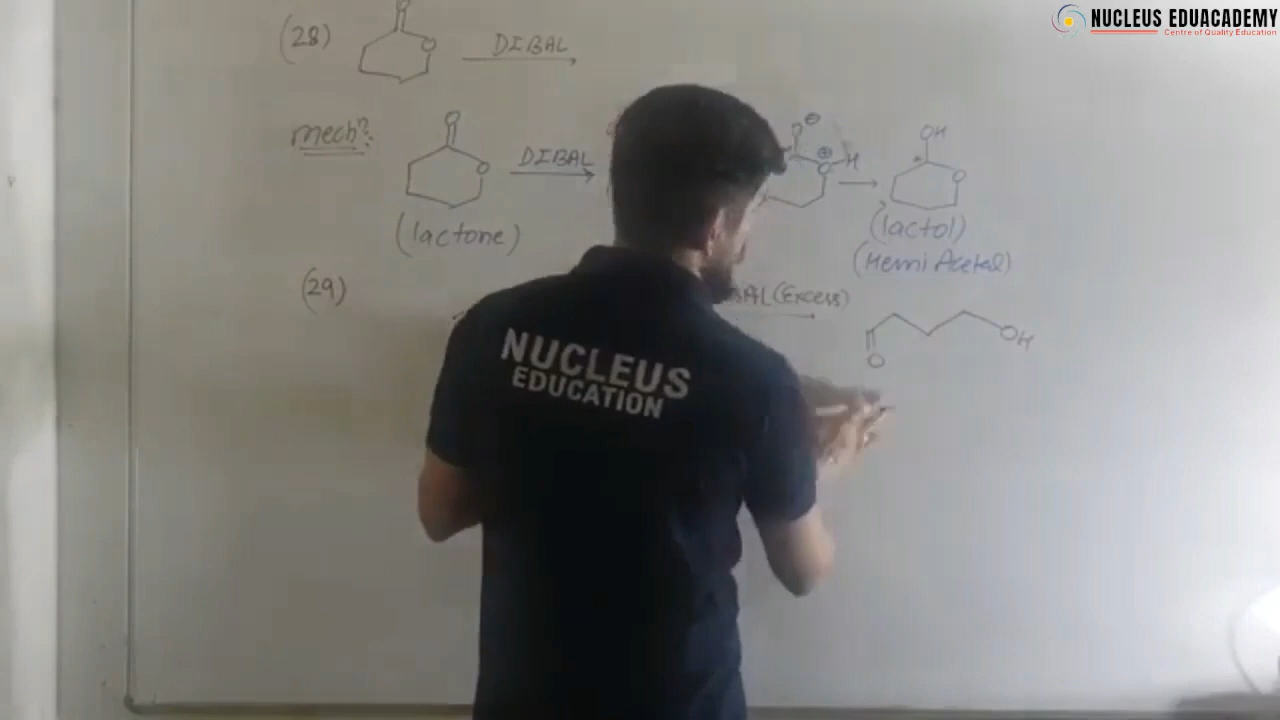 NUCLEUS EDUACADEMY
Centre of Quality Education
(28)
O
O
DIBAL
mech?:
O
O
DIBAL
O⊖
⊕
O
H
OH
*
O
(lactone)
(lactol)
(Hemi Acetal)
(29)
BAL(Excess)
O
OH
NUCLEUS
EDUCATION